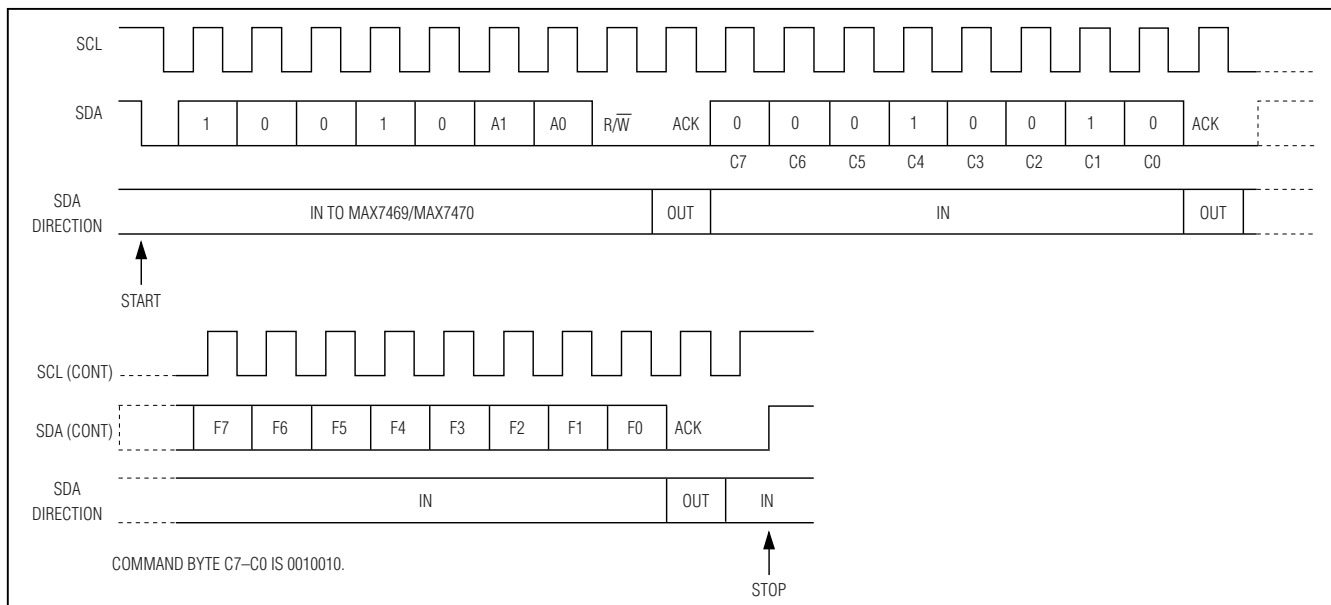 SCL
SDA 1 0 0 1 0 A1 A0 R/W̅ ACK 0 0 0 1 0 0 1 0 ACK
C7 C6 C5 C4 C3 C2 C1 C0
SDA
DIRECTION
IN TO MAX7469/MAX7470 OUT IN OUT
START
SCL (CONT)
SDA (CONT) F7 F6 F5 F4 F3 F2 F1 F0 ACK
SDA
DIRECTION
IN OUT IN
COMMAND BYTE C7–C0 IS 0010010.
STOP